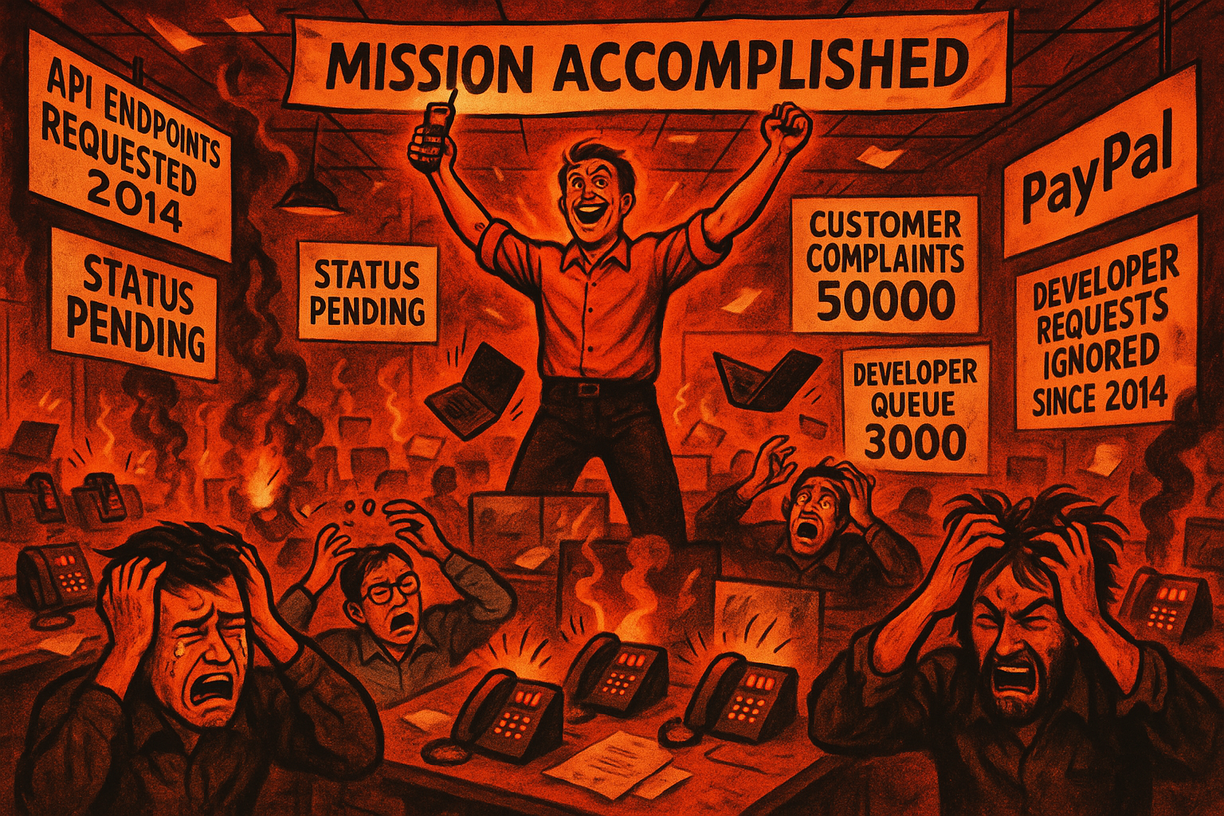 MISSION ACCOMPLISHED
API ENDPOINTS
REQUESTED
2014
STATUS
PENDING
STATUS
PENDING
CUSTOMER
COMPLAINTS
50000
DEVELOPER
QUEUE
3000
PayPal
DEVELOPER
REQUESTS
IGNORED
SINCE 2014